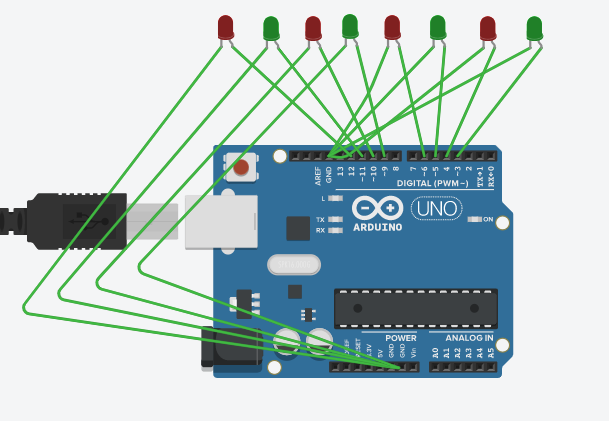 AREF
GND
13
12
~11
~10
~9
8
7
~6
~5
4
~3
2
TX→1
RX←0
DIGITAL (PWM~)
L
TX
RX
ARDUINO
UNO
ON
POWER
ANALOG IN
RESET
3.3V
5V
GND
GND
Vin
A0
A1
A2
A3
A4
A5